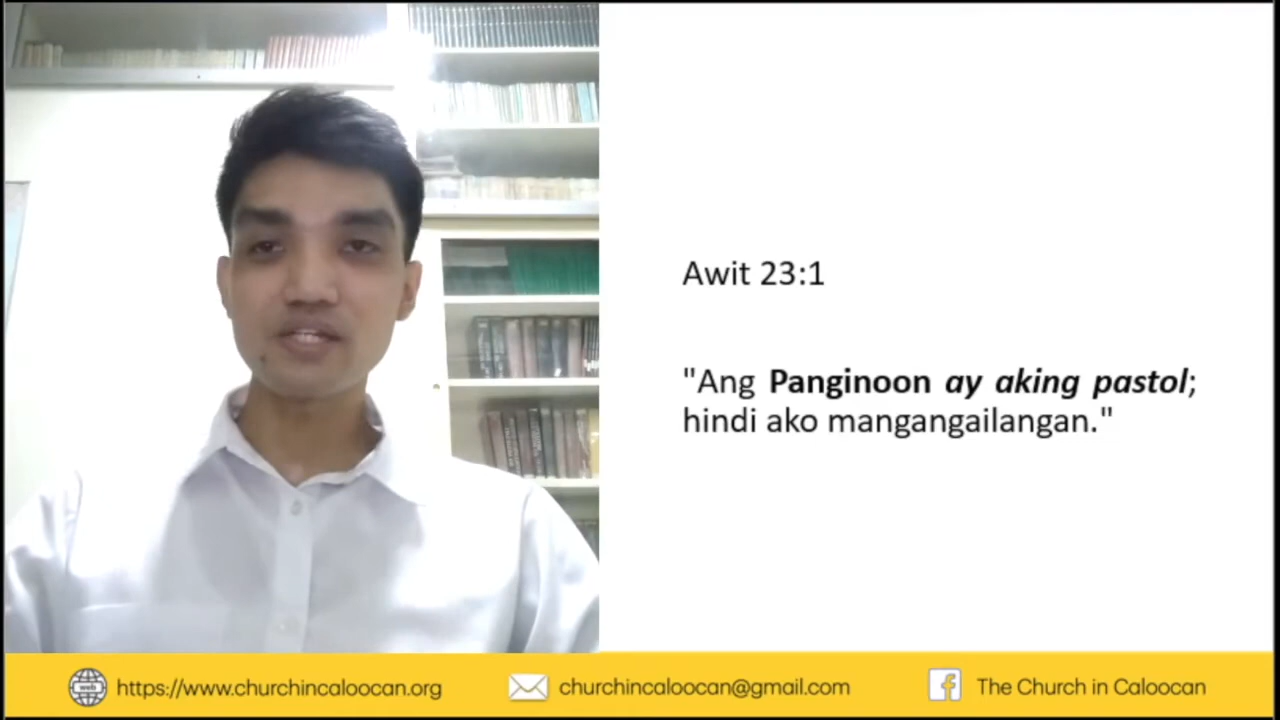 Awit 23:1
"Ang Panginoon ay aking pastol;
hindi ako mangangailangan."
web
https://www.churchincaloocan.org
churchincaloocan@gmail.com
The Church in Caloocan